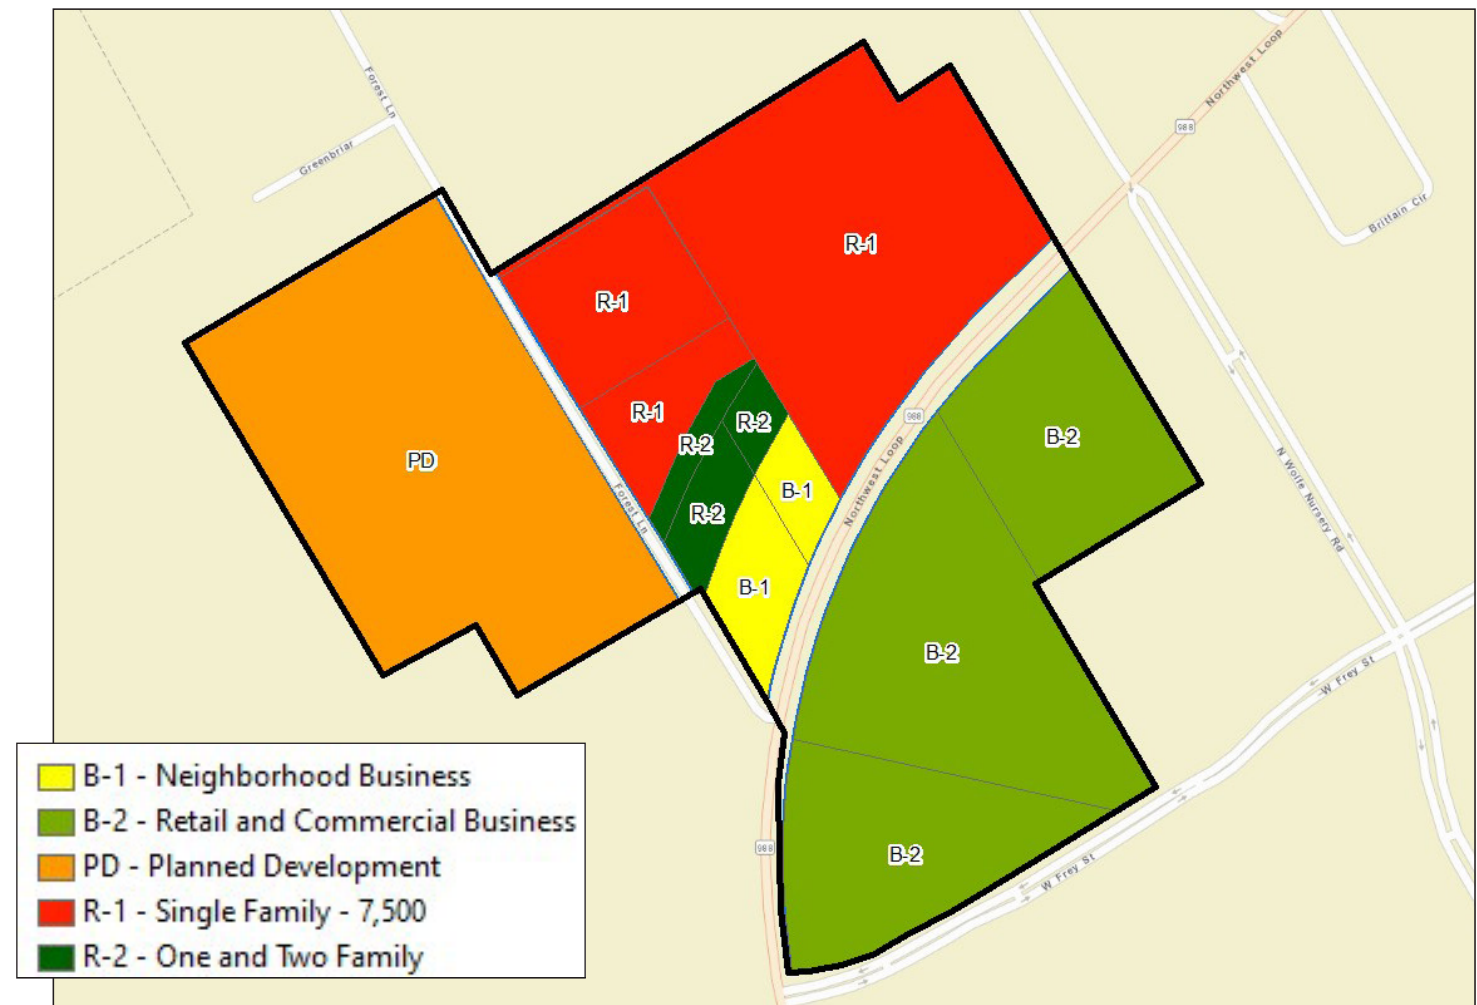 Forest Ln
Greenbriar
Northwest Loop
988
Brittain Cir
R-1
R-1
R-1
R-2
R-2
R-2
PD
B-1
B-1
Forest Ln
988
Northwest Loop
B-2
N Wolfe Nursery Rd
B-2
W Frey St
988
B-2
W Frey St
B-1 - Neighborhood Business
B-2 - Retail and Commercial Business
PD - Planned Development
R-1 - Single Family - 7,500
R-2 - One and Two Family